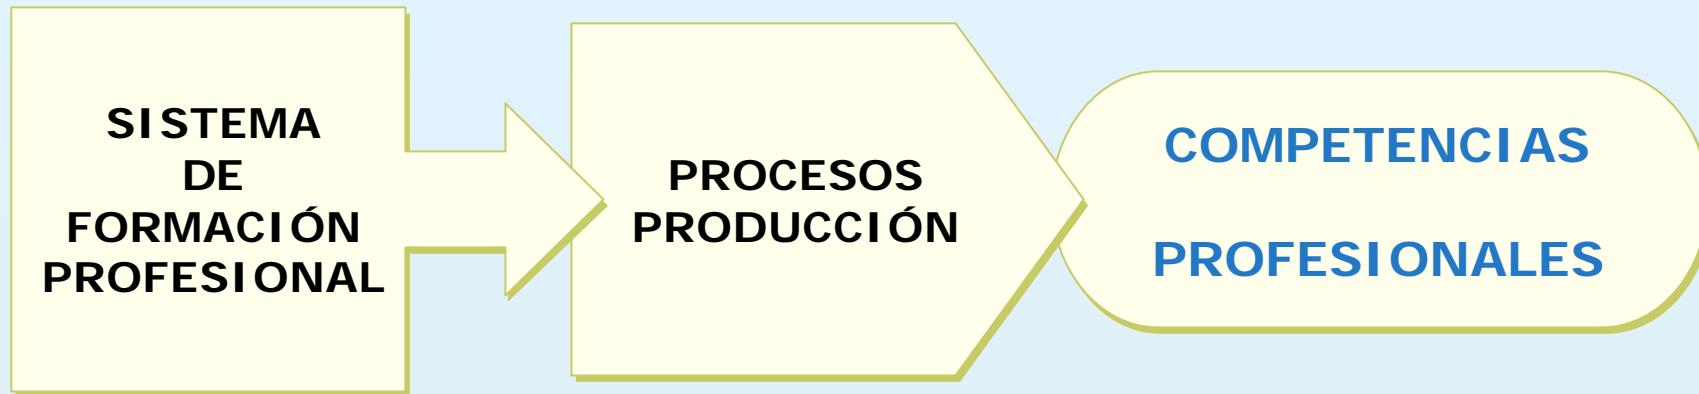 SISTEMA
DE
FORMACIÓN
PROFESIONAL
PROCESOS
PRODUCCIÓN
COMPETENCIAS
PROFESIONALES